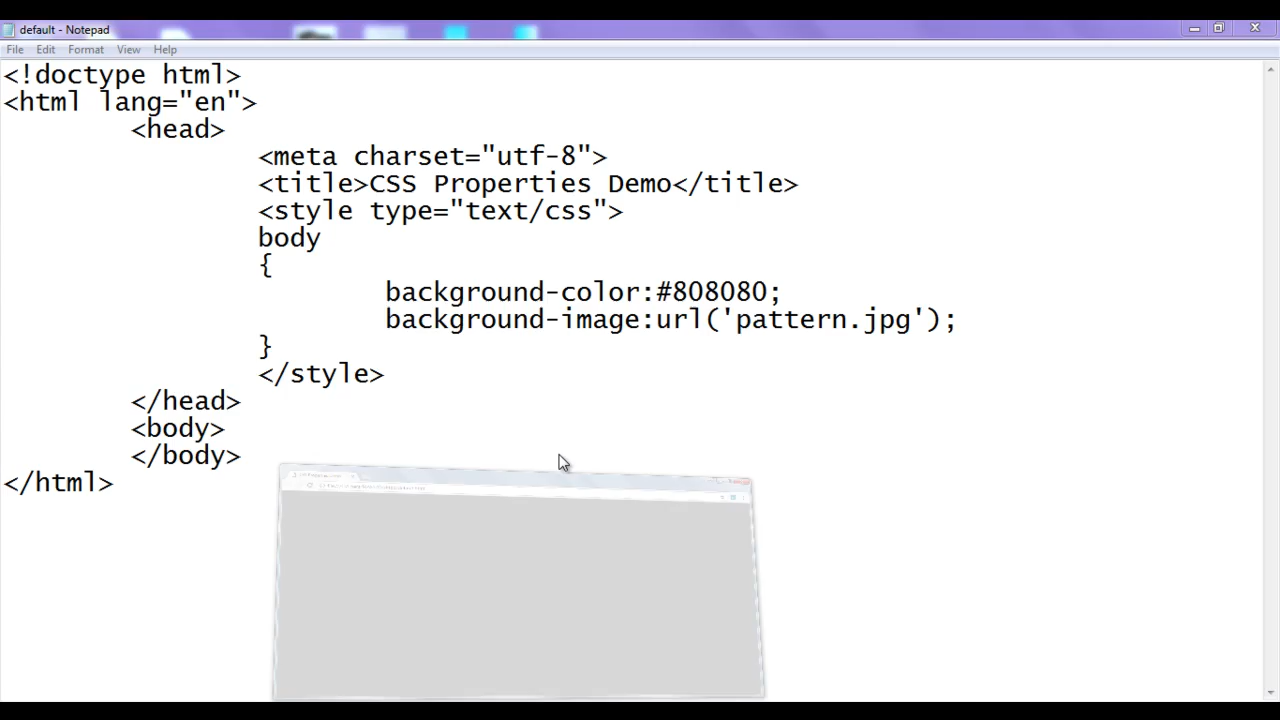 default - Notepad
File Edit Format View Help
<!doctype html>
<html lang="en">
<head>
<meta charset="utf-8">
<title>CSS Properties Demo</title>
<style type="text/css">
body
{
background-color:#808080;
background-image:url('pattern.jpg');
}
</style>
</head>
<body>
</body>
</html>